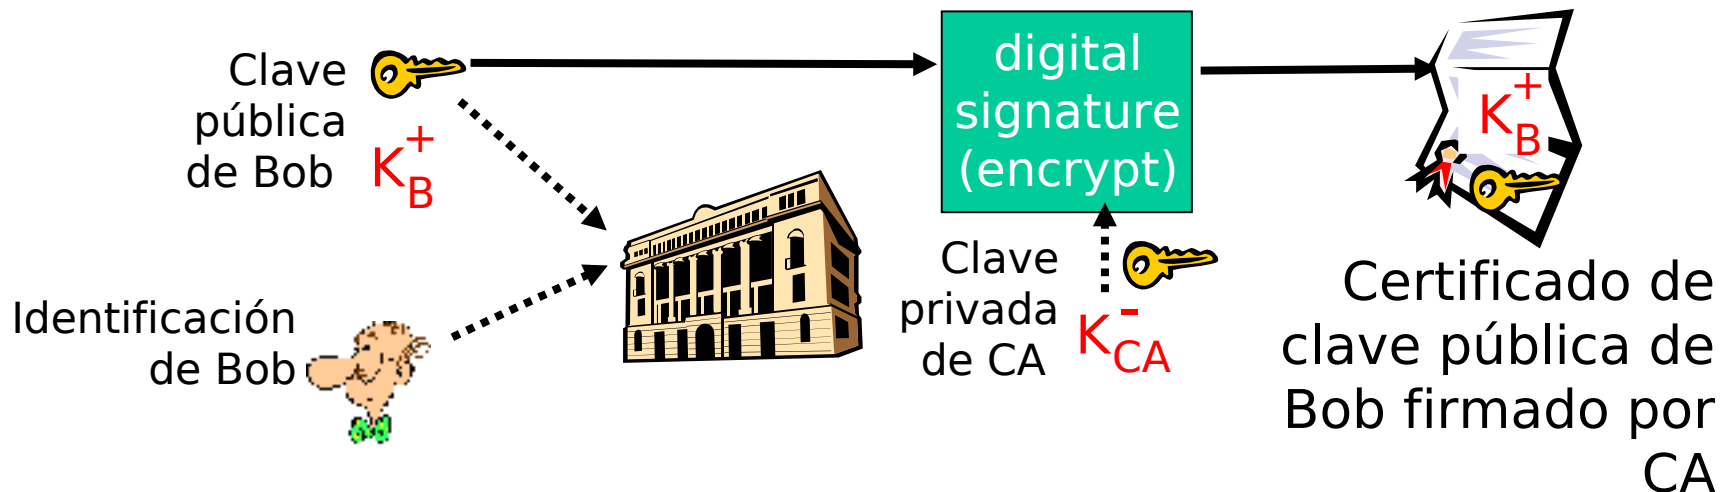 Clave
pública
de Bob
K+B
Identificación
de Bob
digital
signature
(encrypt)
Clave
privada
de CA
K-CA
K+B
Certificado de
clave pública de
Bob firmado por
CA